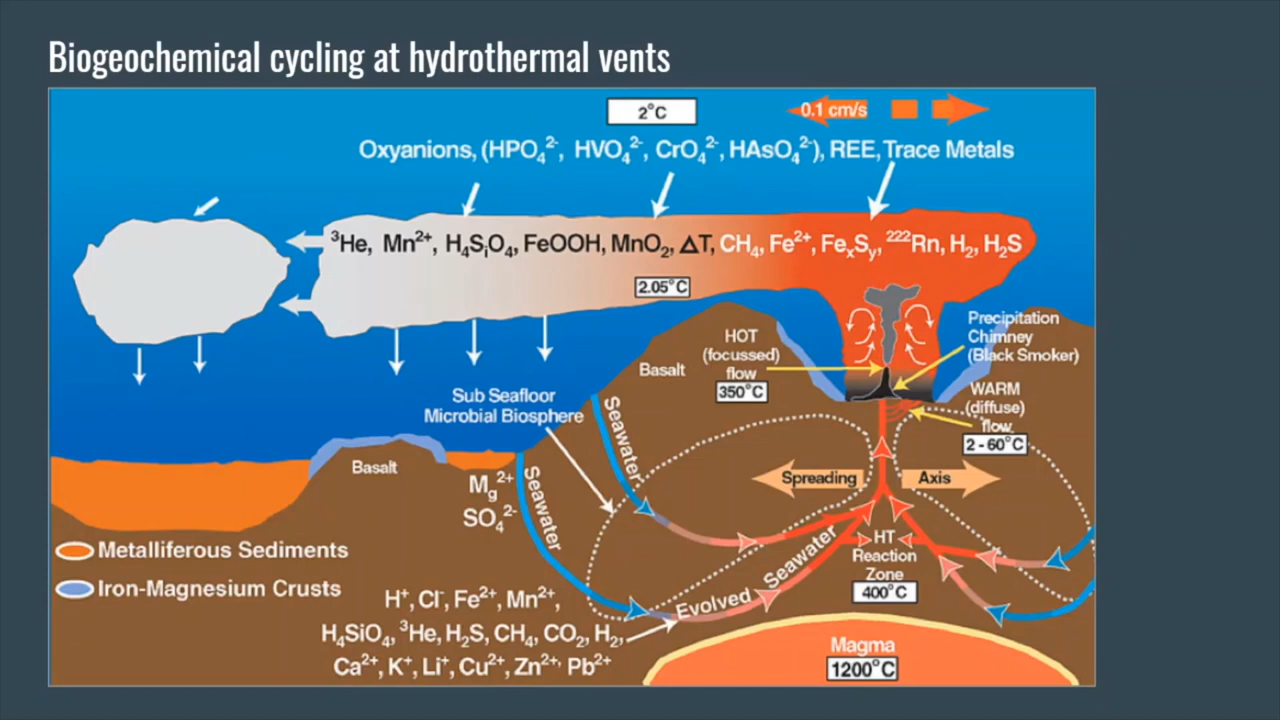 Biogeochemical cycling at hydrothermal vents
2°C
0.1 cm/s
Oxyanions, (HPO₄²⁻, HVO₄²⁻, CrO₄²⁻, HAsO₄²⁻), REE, Trace Metals
³He, Mn²⁺, H₄SᵢO₄, FeOOH, MnO₂, ΔT, CH₄, Fe²⁺, FeₓSᵧ, ²²²Rn, H₂, H₂S
2.05°C
Precipitation
Chimney
(Black Smoker)
HOT
(focussed)
flow
350°C
Basalt
WARM
(diffuse)
flow
2 - 60°C
Sub Seafloor
Microbial Biosphere
Seawater
Basalt
Seawater
Mg²⁺
SO₄²⁻
Spreading
Axis
HT
Reaction
Zone
400°C
Evolved Seawater
Metalliferous Sediments
Iron-Magnesium Crusts
H⁺, Cl⁻, Fe²⁺, Mn²⁺,
H₄SiO₄, ³He, H₂S, CH₄, CO₂, H₂,
Ca²⁺, K⁺, Li⁺, Cu²⁺, Zn²⁺, Pb²⁺
Magma
1200°C